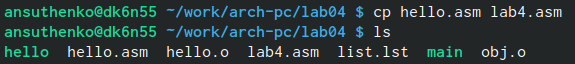 ansuthenko@dk6n55 ~/work/arch-pc/lab04 $ cp hello.asm lab4.asm
ansuthenko@dk6n55 ~/work/arch-pc/lab04 $ ls
hello  hello.asm  hello.o  lab4.asm  list.lst  main  obj.o